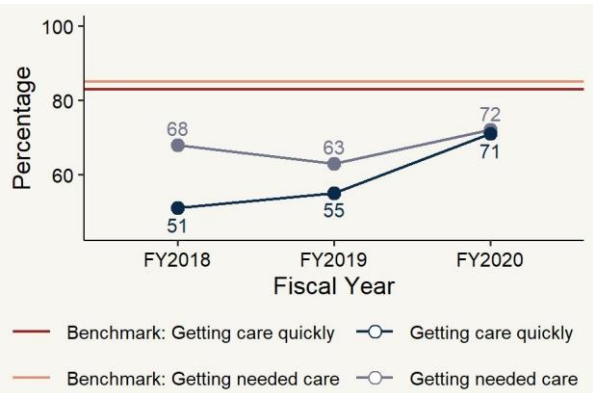 100
80
60
Percentage
68
63
72
51
55
71
FY2018 FY2019 FY2020
Fiscal Year
Benchmark: Getting care quickly Getting care quickly
Benchmark: Getting needed care Getting needed care